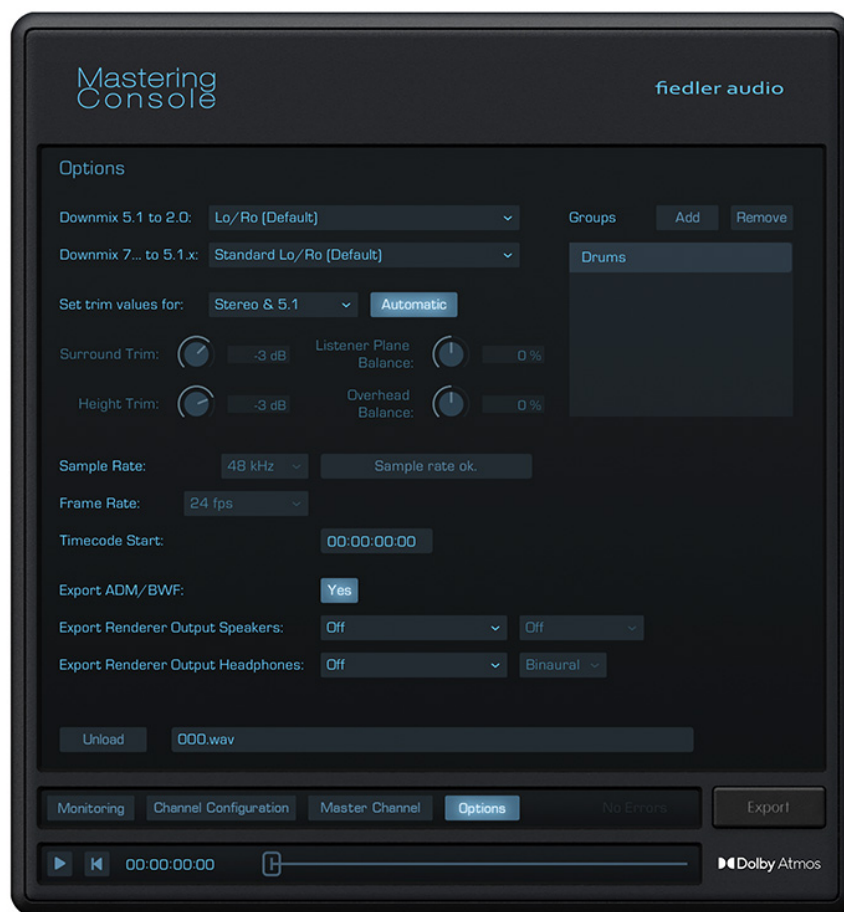 Mastering
Console
fiedler audio
Options
Downmix 5.1 to 2.0: Lo/Ro (Default)
Groups Add Remove
Downmix 7... to 5.1.x: Standard Lo/Ro (Default)
Drums
Set trim values for: Stereo & 5.1 Automatic
Surround Trim: -3 dB Listener Plane
Balance: 0 %
Height Trim: -3 dB Overhead
Balance: 0 %
Sample Rate: 48 kHz Sample rate ok.
Frame Rate: 24 fps
Timecode Start: 00:00:00:00
Export ADM/BWF: Yes
Export Renderer Output Speakers: Off Off
Export Renderer Output Headphones: Off Binaural
Unload 000.wav
Monitoring Channel Configuration Master Channel Options No Errors Export
00:00:00:00 Dolby Atmos